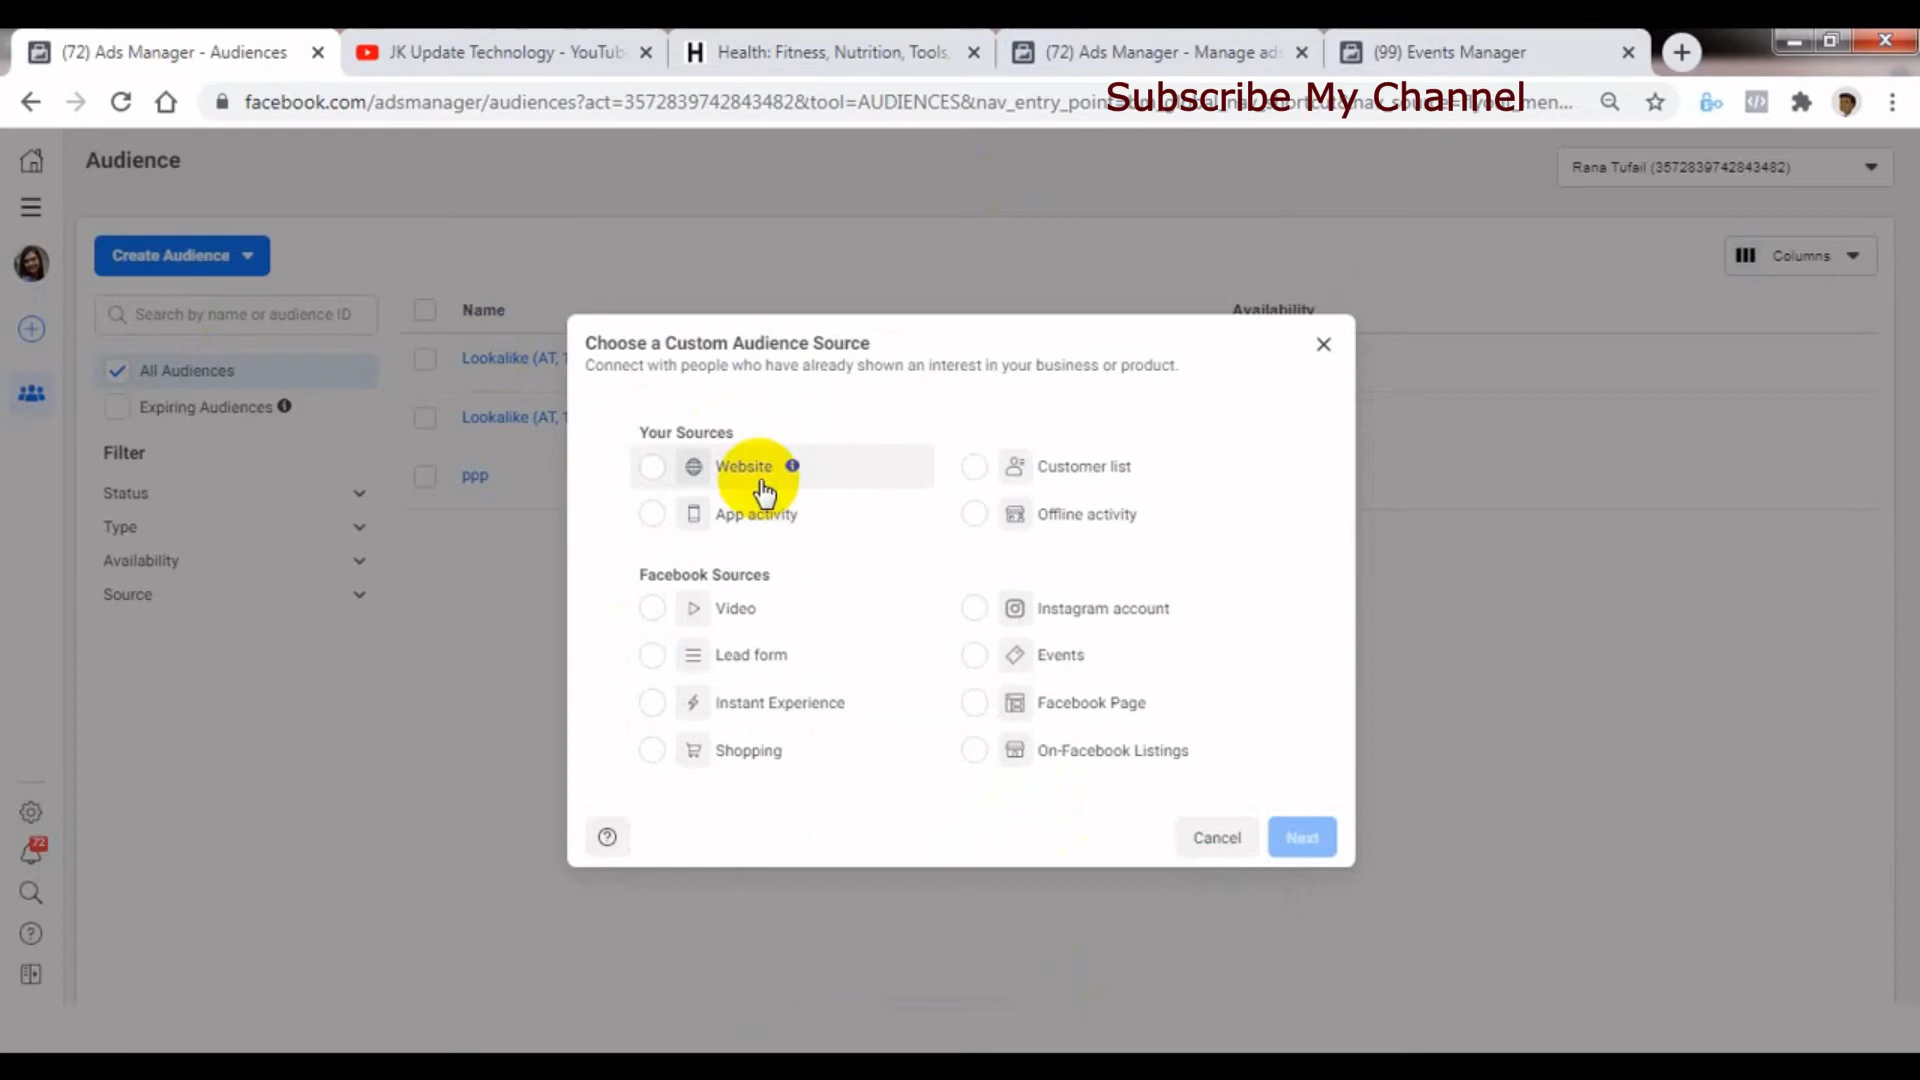 (72) Ads Manager - Audiences
JK Update Technology - YouTub
H Health: Fitness, Nutrition, Tools,
(72) Ads Manager - Manage ads
(99) Events Manager
facebook.com/adsmanager/audiences?act=3572839742843482&tool=AUDIENCES&nav_entry_point
men...
Subscribe My Channel
Audience
Rana Tufail (3572839742843482)
Create Audience
Columns
Search by name or audience ID
Name
Availability
All Audiences
Lookalike (AT, 1
Expiring Audiences
Lookalike (AT, 1
Filter
ppp
Status
Type
Availability
Source
72
Choose a Custom Audience Source
Connect with people who have already shown an interest in your business or product.
Your Sources
Website
Customer list
App activity
Offline activity
Facebook Sources
Video
Instagram account
Lead form
Events
Instant Experience
Facebook Page
Shopping
On-Facebook Listings
Cancel
Next